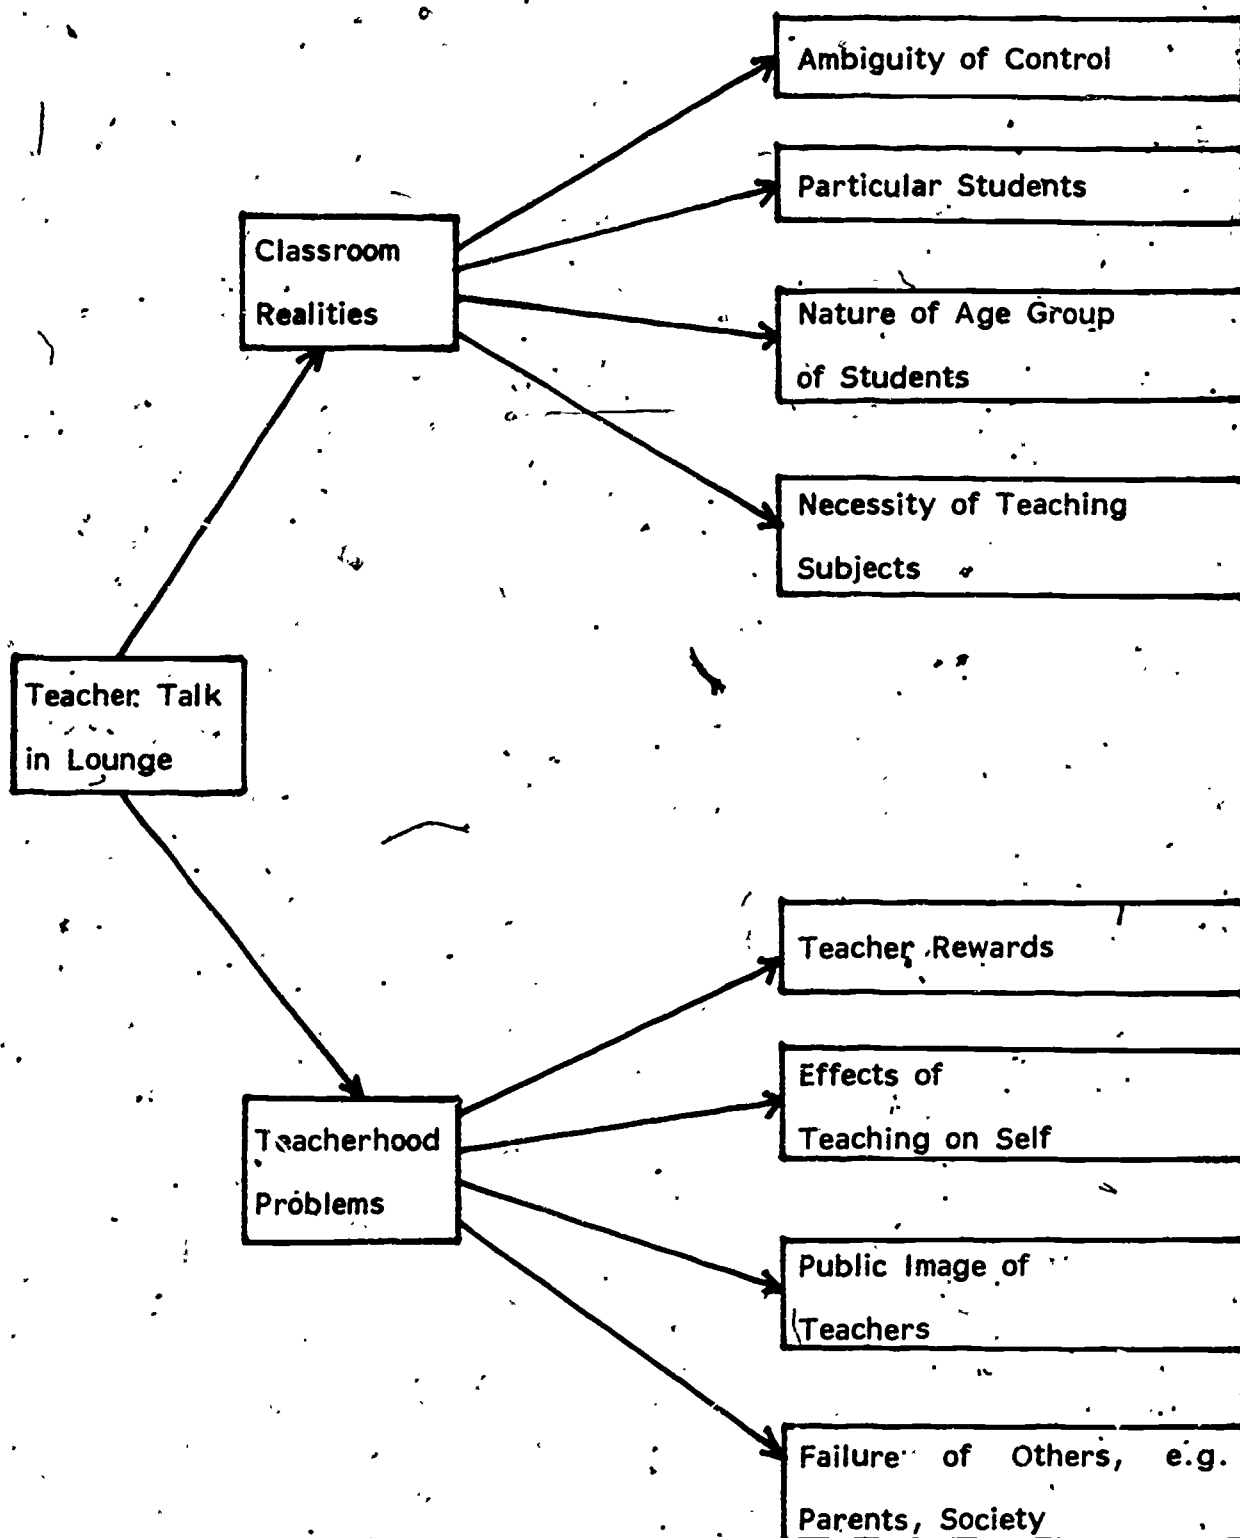 Ambiguity of Control
Particular Students
Classroom
Realities
Nature of Age Group
of Students
Necessity of Teaching
Subjects
Teacher Talk
in Lounge
Teacher Rewards
Effects of
Teaching on Self
Teacherhood
Problems
Public Image of
Teachers
Failure of Others, e.g.
Parents, Society